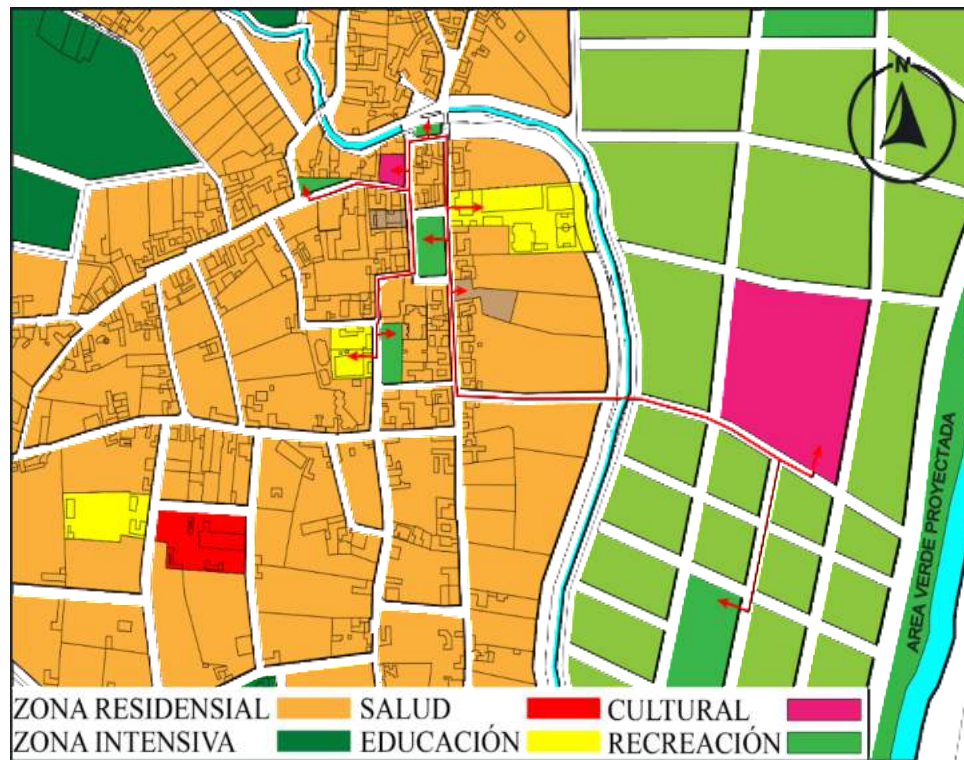 N
AREA VERDE PROYECTADA
ZONA RESIDENSIAL SALUD CULTURAL
ZONA INTENSIVA EDUCACIÓN RECREACIÓN